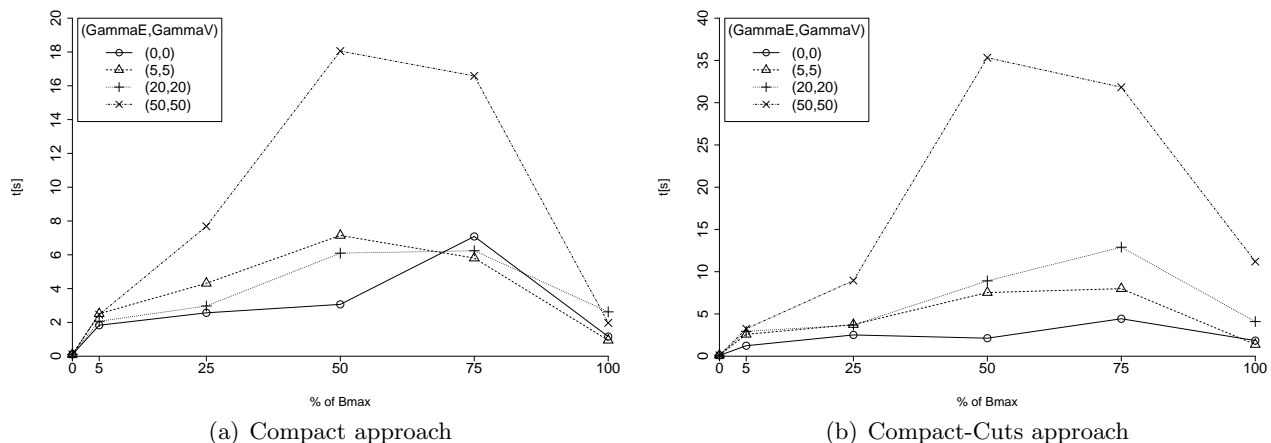 (GammaE,GammaV)
(0,0)
(5,5)
(20,20)
(50,50)
t[s]
0 2 4 6 8 10 12 14 16 18 20
0 5 25 50 75 100
% of Bmax
(a) Compact approach
(GammaE,GammaV)
(0,0)
(5,5)
(20,20)
(50,50)
t[s]
0 5 10 15 20 25 30 35 40
0 5 25 50 75 100
% of Bmax
(b) Compact-Cuts approach